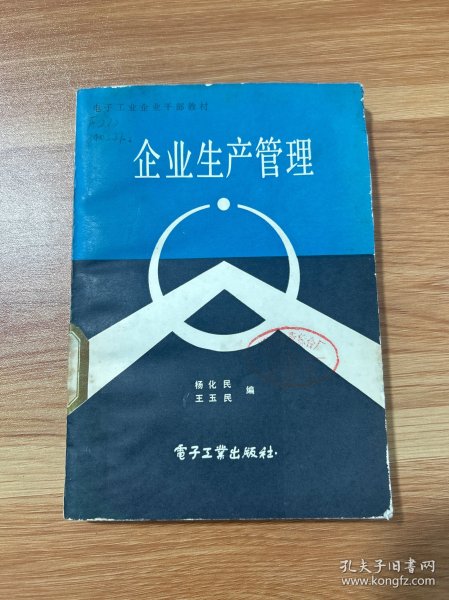 电子工业企业干部教材
企业生产管理
杨化民
王玉民
编
電子工業出版社
孔夫子旧书网
www.kongfz.com